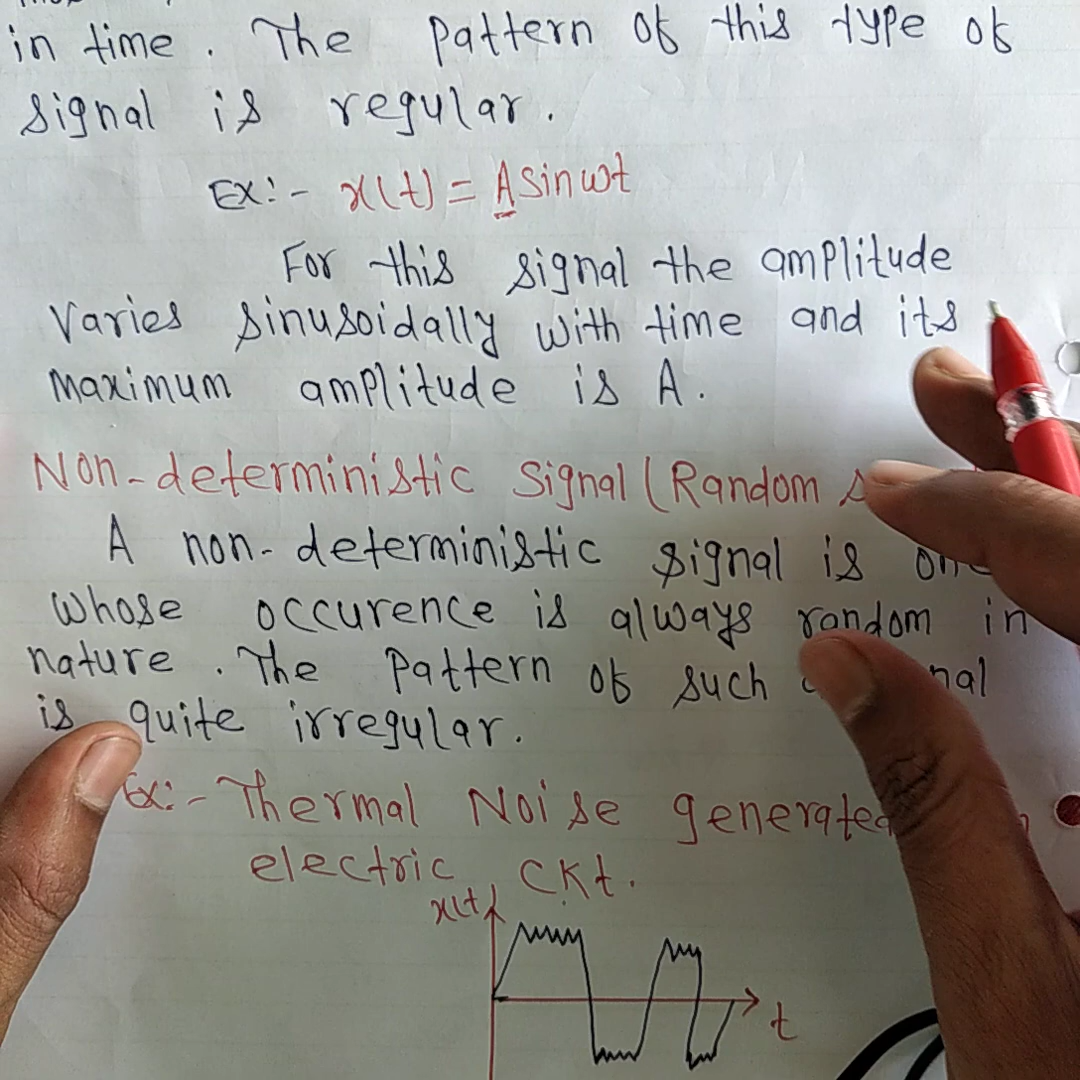 in time. The pattern of this type of
signal is regular.
Ex:- x(t) = A sin wt
For this signal the amplitude
varies sinusoidally with time and its
maximum amplitude is A.
Non-deterministic signal (Random
A non-deterministic signal is
whose occurence is always random in
nature. The pattern of such
is quite irregular.
Ex:- Thermal Noise generated
electric ckt.
x(t)
t